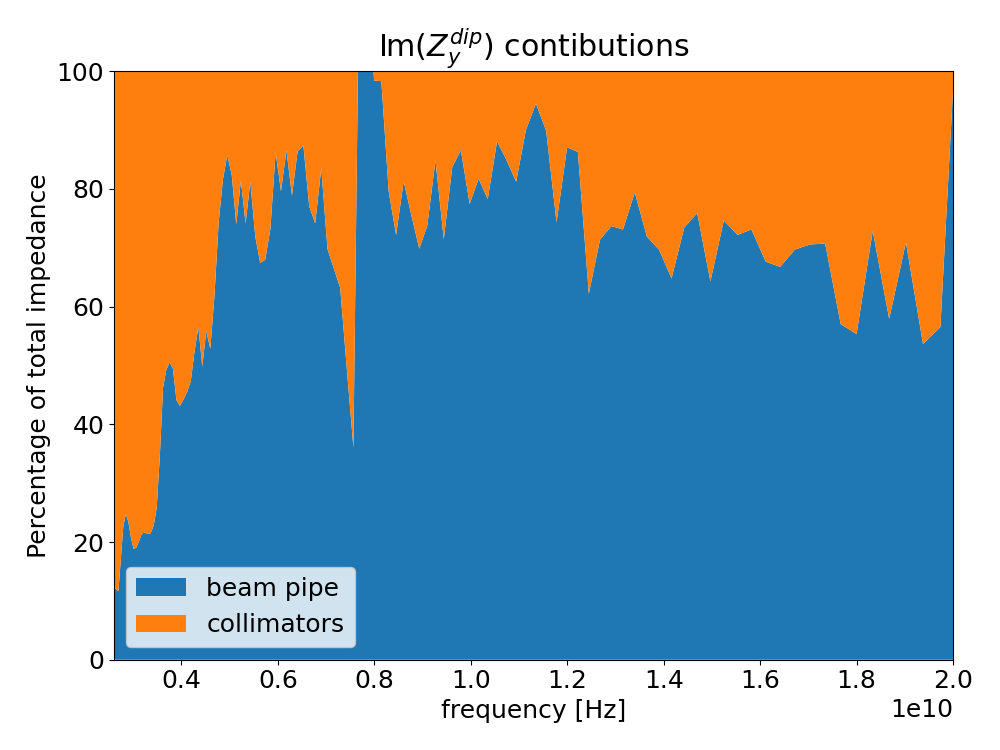 Im(Z_y^{dip}) contibutions
Percentage of total impedance
100
80
60
40
20
0
beam pipe
collimators
0.4 0.6 0.8 1.0 1.2 1.4 1.6 1.8 2.0
frequency [Hz]
1e10